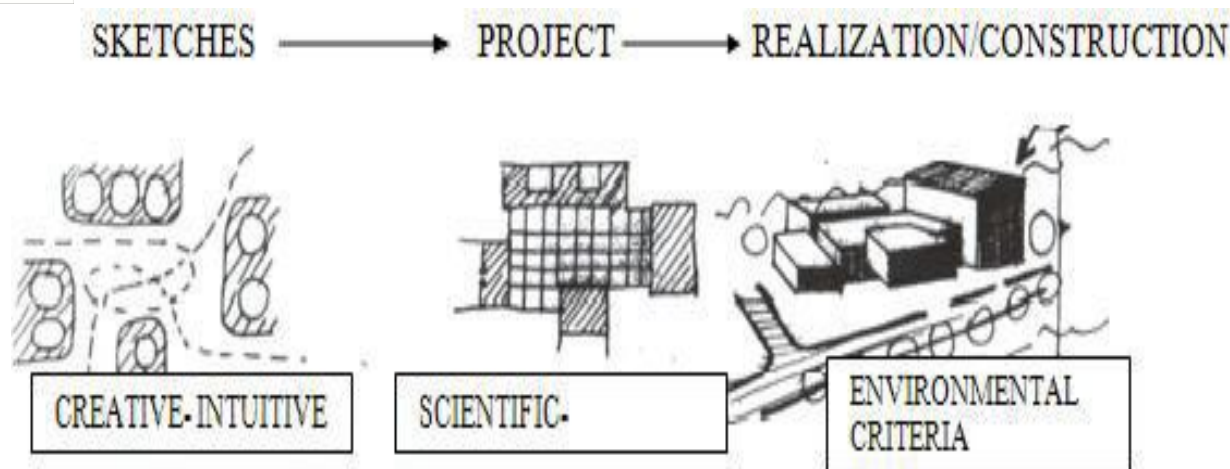 SKETCHES PROJECT REALIZATION/CONSTRUCTION
CREATIVE-INTUITIVE
SCIENTIFIC-
ENVIRONMENTAL
CRITERIA